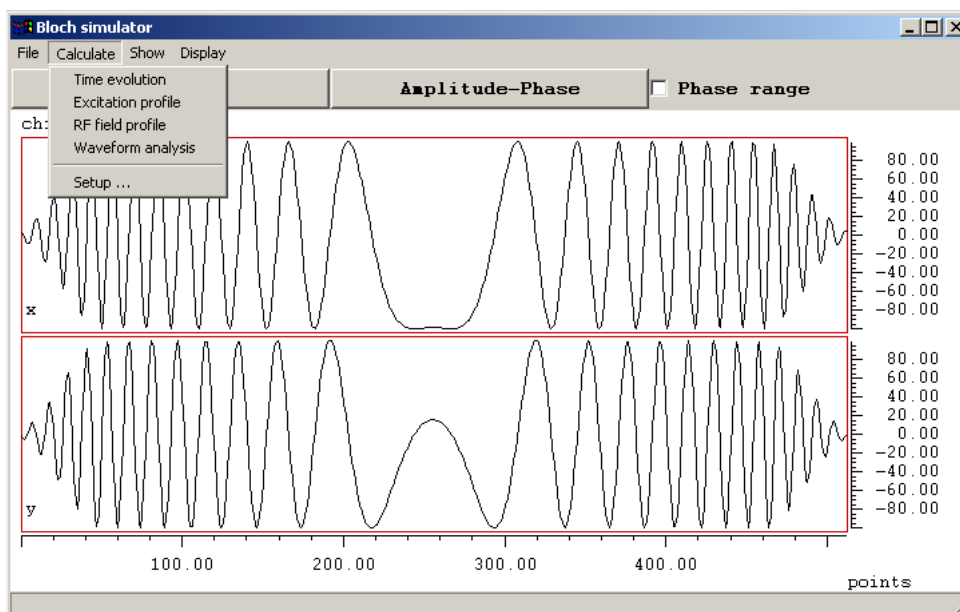 Bloch simulator
File Calculate Show Display
Time evolution
Excitation profile
RF field profile
Waveform analysis
Setup ...
Amplitude-Phase
Phase range
80.00
60.00
40.00
20.00
0.00
-20.00
-40.00
-60.00
-80.00
x
80.00
60.00
40.00
20.00
0.00
-20.00
-40.00
-60.00
-80.00
y
100.00 200.00 300.00 400.00
points